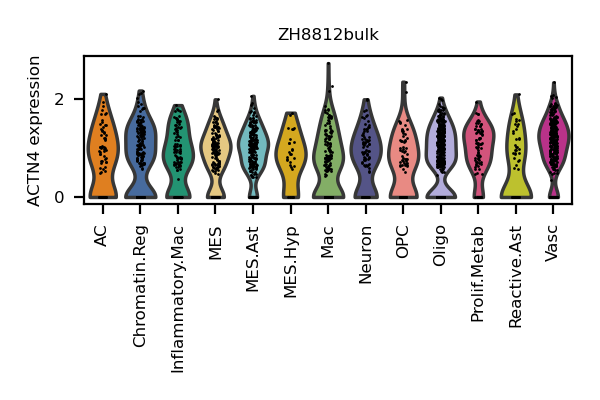 ZH8812bulk
ACTN4 expression
2
0
AC
Chromatin.Reg
Inflammatory.Mac
MES
MES.Ast
MES.Hyp
Mac
Neuron
OPC
Oligo
Prolif.Metab
Reactive.Ast
Vasc